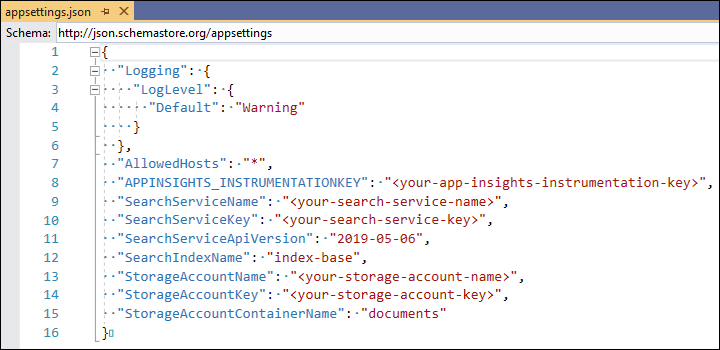 appsettings.json
Schema: http://json.schemastore.org/appsettings
1 {
2 "Logging": {
3 "LogLevel": {
4 "Default": "Warning"
5 }
6 },
7 "AllowedHosts": "*",
8 "APPINSIGHTS_INSTRUMENTATIONKEY": "<your-app-insights-instrumentation-key>",
9 "SearchServiceName": "<your-search-service-name>",
10 "SearchServiceKey": "<your-search-service-key>",
11 "SearchServiceApiVersion": "2019-05-06",
12 "SearchIndexName": "index-base",
13 "StorageAccountName": "<your-storage-account-name>",
14 "StorageAccountKey": "<your-storage-account-key>",
15 "StorageAccountContainerName": "documents"
16 }